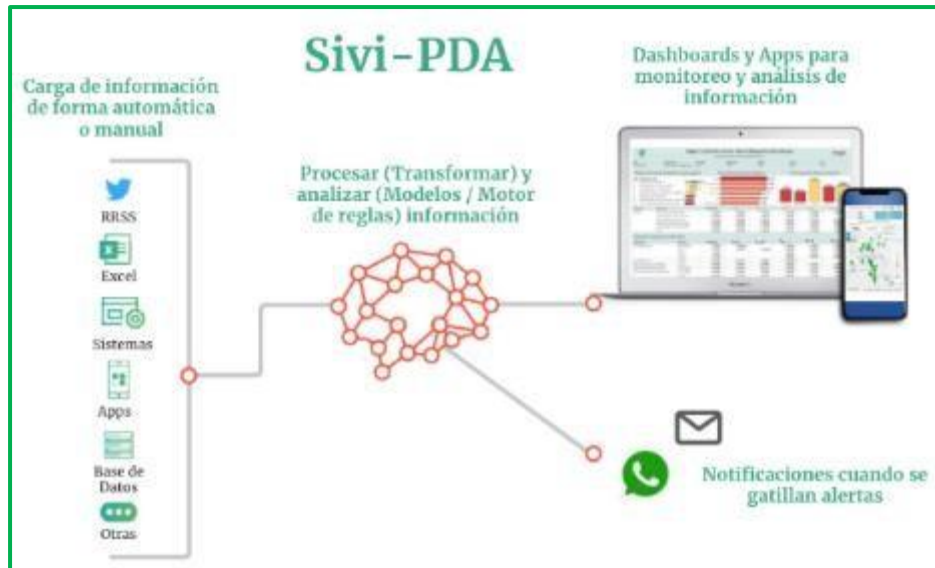 Sivi-PDA
Carga de información
de forma automática
o manual
RRSS
Excel
Sistemas
Apps
Base de
Datos
Otras
Procesar (Transformar) y
analizar (Modelos / Motor
de reglas) información
Dashboards y Apps para
monitoreo y análisis de
información
Notificaciones cuando se
gatillan alertas